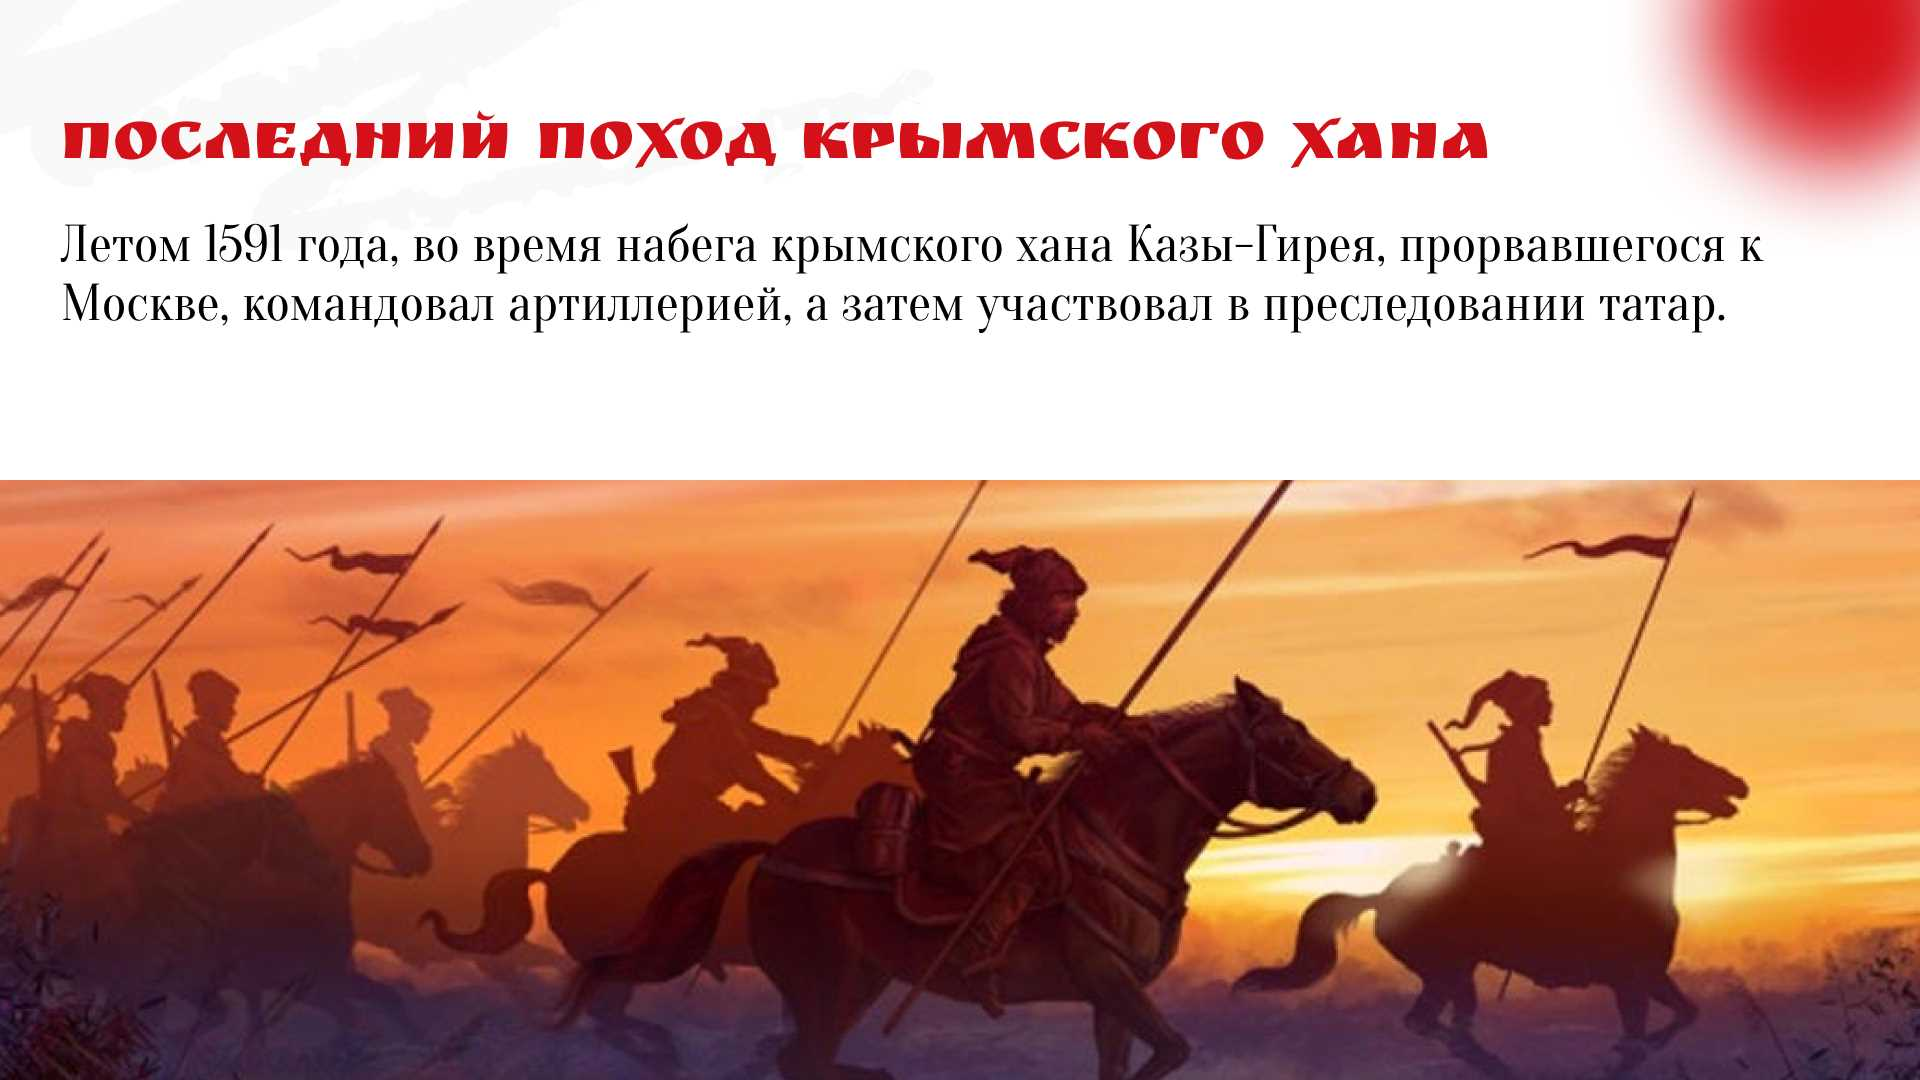 ПОСЛЕДНИЙ ПОХОД КРЫМСКОГО ХАНА
Летом 1591 года, во время набега крымского хана Казы-Гирея, прорвавшегося к
Москве, командовал артиллерией, а затем участвовал в преследовании татар.